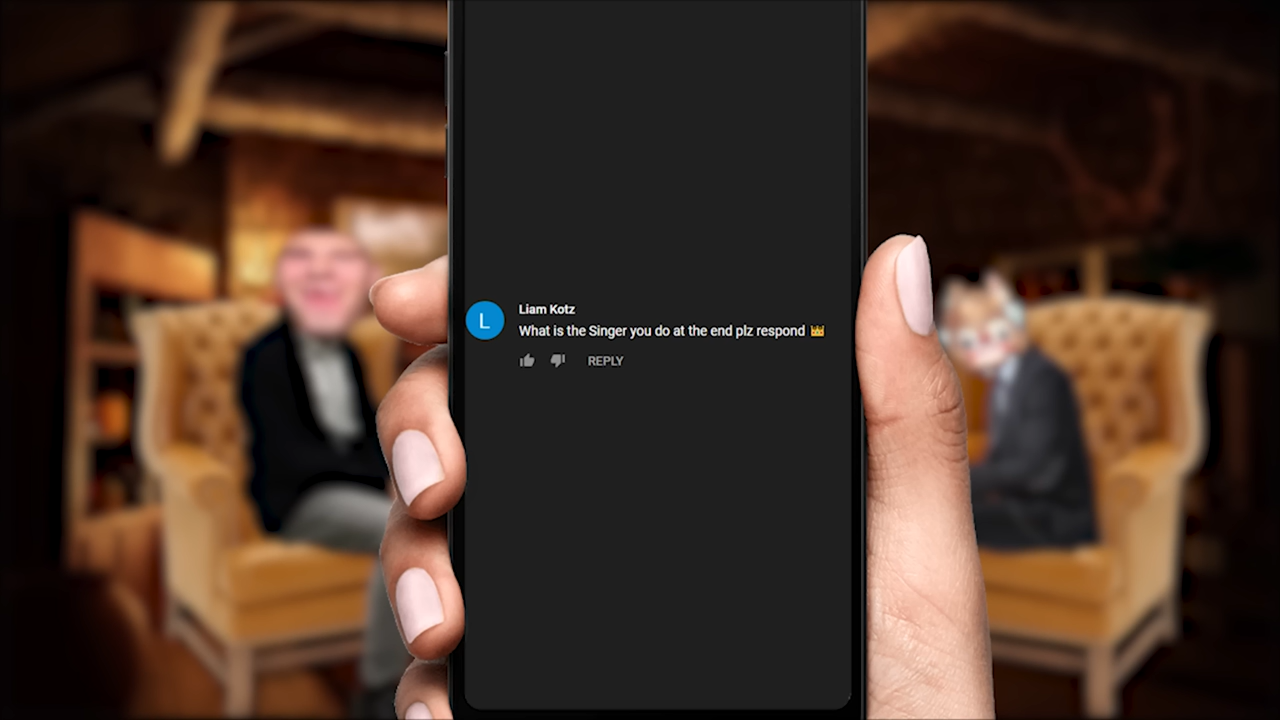 L
Liam Kotz
What is the Singer you do at the end plz respond 👑
REPLY